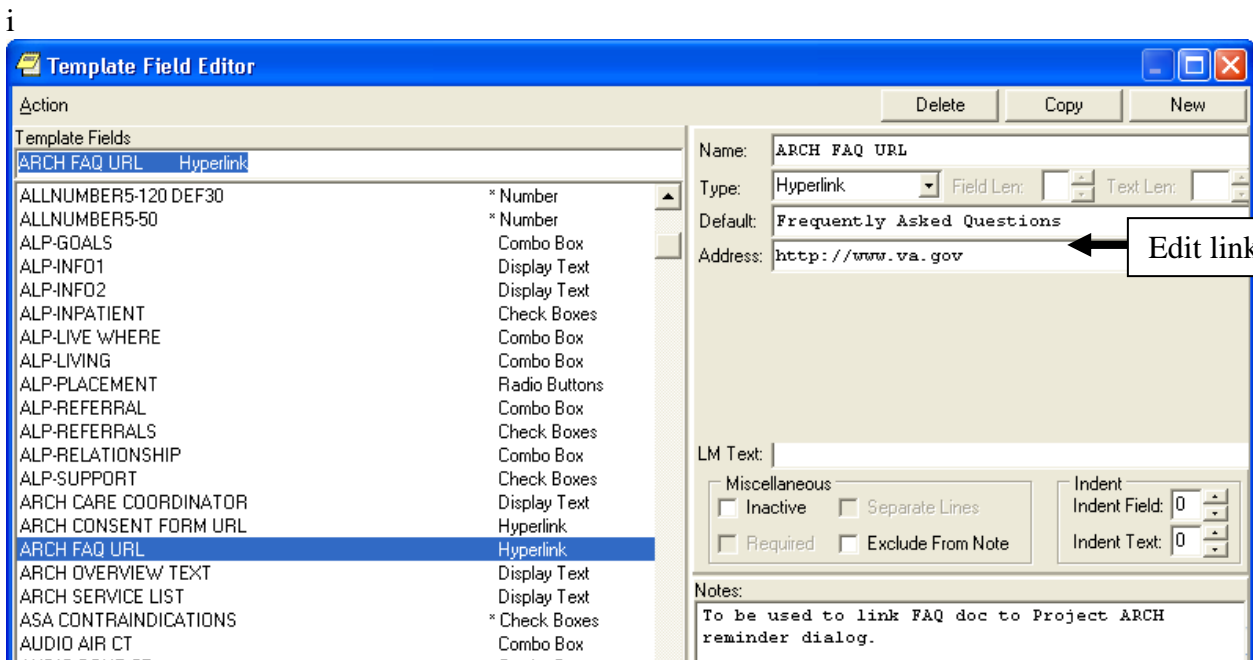 i
Template Field Editor
Action Delete Copy New
Template Fields
ARCH FAQ URL Hyperlink
ALLNUMBER5-120 DEF30 * Number
ALLNUMBER5-50 * Number
ALP-GOALS Combo Box
ALP-INFO1 Display Text
ALP-INFO2 Display Text
ALP-INPATIENT Check Boxes
ALP-LIVE WHERE Combo Box
ALP-LIVING Combo Box
ALP-PLACEMENT Radio Buttons
ALP-REFERRAL Combo Box
ALP-REFERRALS Check Boxes
ALP-RELATIONSHIP Combo Box
ALP-SUPPORT Check Boxes
ARCH CARE COORDINATOR Display Text
ARCH CONSENT FORM URL Hyperlink
ARCH FAQ URL Hyperlink
ARCH OVERVIEW TEXT Display Text
ARCH SERVICE LIST Display Text
ASA CONTRAINDICATIONS * Check Boxes
AUDIO AIR CT Combo Box
Name: ARCH FAQ URL
Type: Hyperlink Field Len: Text Len:
Default: Frequently Asked Questions
Address: http://www.va.gov
Edit link
LM Text:
Miscellaneous Indent
Inactive Separate Lines Indent Field: 0
Required Exclude From Note Indent Text: 0
Notes:
To be used to link FAQ doc to Project ARCH
reminder dialog.